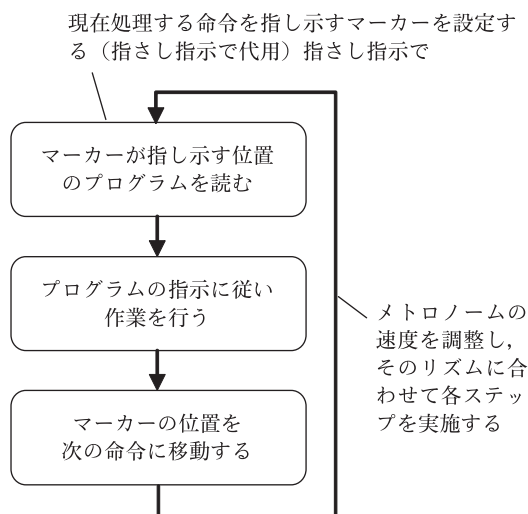 現在処理する命令を指し示すマーカーを設定す
る（指さし指示で代用）指さし指示で
マーカーが指し示す位置
のプログラムを読む
プログラムの指示に従い
作業を行う
マーカーの位置を
次の命令に移動する
メトロノームの
速度を調整し，
そのリズムに合
わせて各ステッ
プを実施する